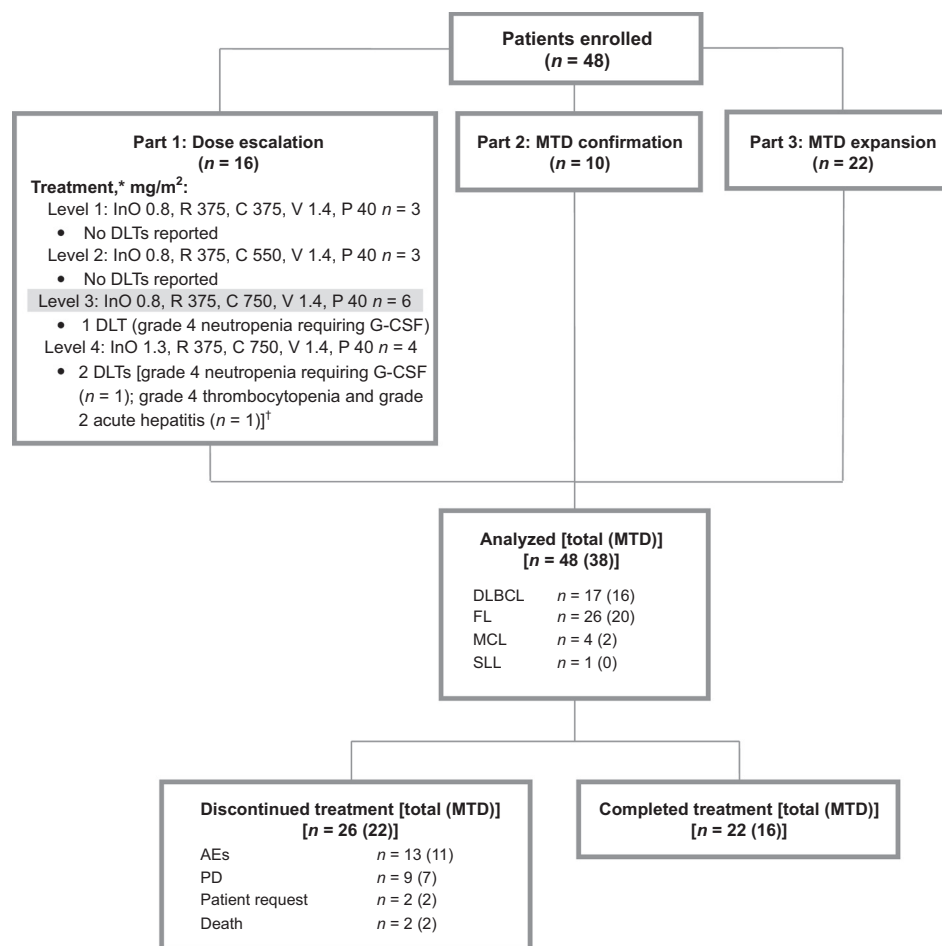 Patients enrolled
(n = 48)
Part 1: Dose escalation
(n = 16)
Treatment,* mg/m²:
Level 1: InO 0.8, R 375, C 375, V 1.4, P 40 n = 3
• No DLTs reported
Level 2: InO 0.8, R 375, C 550, V 1.4, P 40 n = 3
• No DLTs reported
Level 3: InO 0.8, R 375, C 750, V 1.4, P 40 n = 6
• 1 DLT (grade 4 neutropenia requiring G-CSF)
Level 4: InO 1.3, R 375, C 750, V 1.4, P 40 n = 4
• 2 DLTs [grade 4 neutropenia requiring G-CSF
(n = 1); grade 4 thrombocytopenia and grade
2 acute hepatitis (n = 1)]†
Part 2: MTD confirmation
(n = 10)
Part 3: MTD expansion
(n = 22)
Analyzed [total (MTD)]
[n = 48 (38)]
DLBCL n = 17 (16)
FL n = 26 (20)
MCL n = 4 (2)
SLL n = 1 (0)
Discontinued treatment [total (MTD)]
[n = 26 (22)]
AEs n = 13 (11)
PD n = 9 (7)
Patient request n = 2 (2)
Death n = 2 (2)
Completed treatment [total (MTD)]
[n = 22 (16)]